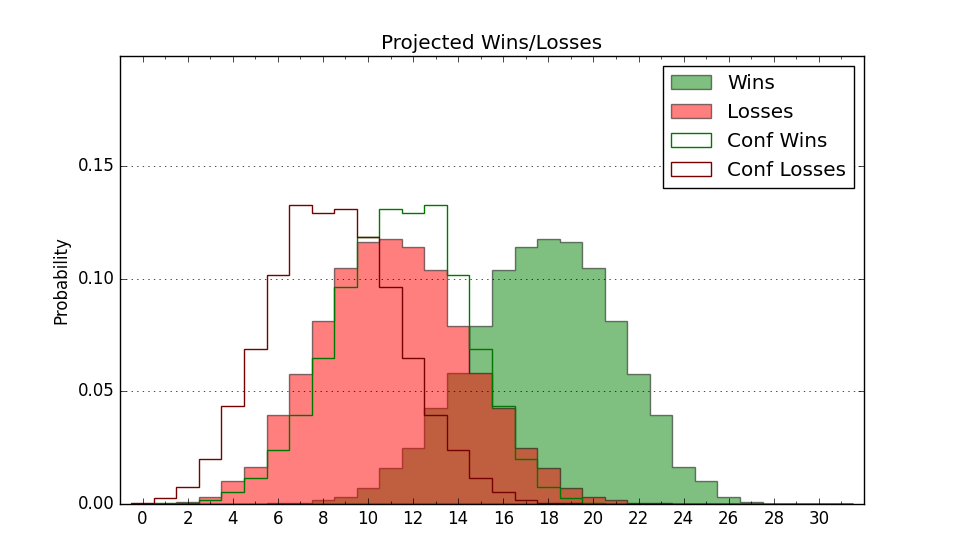 Projected Wins/Losses
Wins
Losses
Conf Wins
Conf Losses
Probability
0.15
0.10
0.05
0.00
0 2 4 6 8 10 12 14 16 18 20 22 24 26 28 30